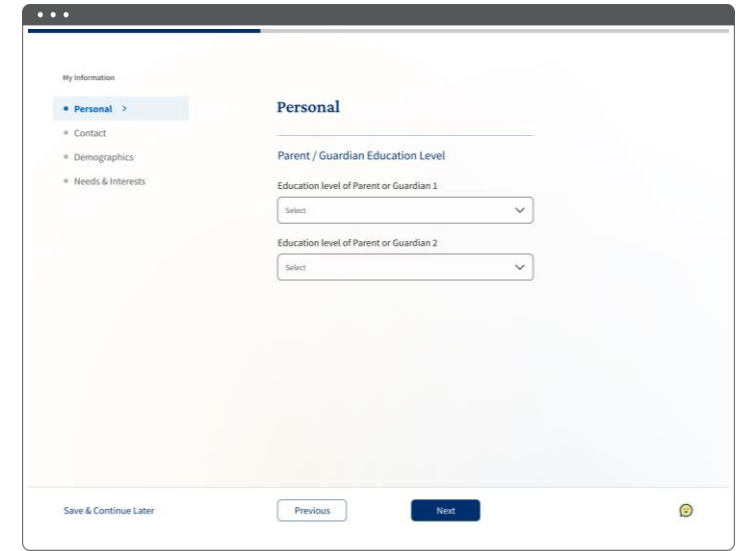 My Information
Personal
Contact
Demographics
Needs & Interests
Personal
Parent / Guardian Education Level
Education level of Parent or Guardian 1
Select
Education level of Parent or Guardian 2
Select
Save & Continue Later
Previous
Next